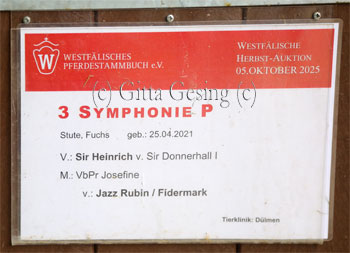 WESTFÄLISCHES
PFERDESTAMMBUCH e.V.
W
WESTFÄLISCHE
HERBST-AUKTION
05.OKTOBER 2025
(c) Gitta Gesing (c)
3 SYMPHONIE P
Stute, Fuchs geb.: 25.04.2021
V.: Sir Heinrich v. Sir Donnerhall I
M.: VbPr Josefine
v.: Jazz Rubin / Fidermark
Tierklinik: Dülmen